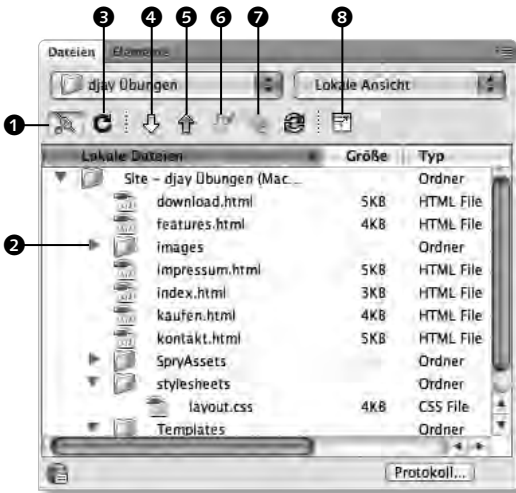 3 4 5 6 7 8
Dateien Elemente
djay Übungen Lokale Ansicht
1
Lokale Dateien Größe Typ
Site – djay Übungen (Mac... Ordner
download.html 5KB HTML File
features.html 4KB HTML File
2 images Ordner
impressum.html 5KB HTML File
index.html 3KB HTML File
kaufen.html 4KB HTML File
kontakt.html 5KB HTML File
SpryAssets Ordner
stylesheets Ordner
layout.css 4KB CSS File
Templates Ordner
Protokoll...